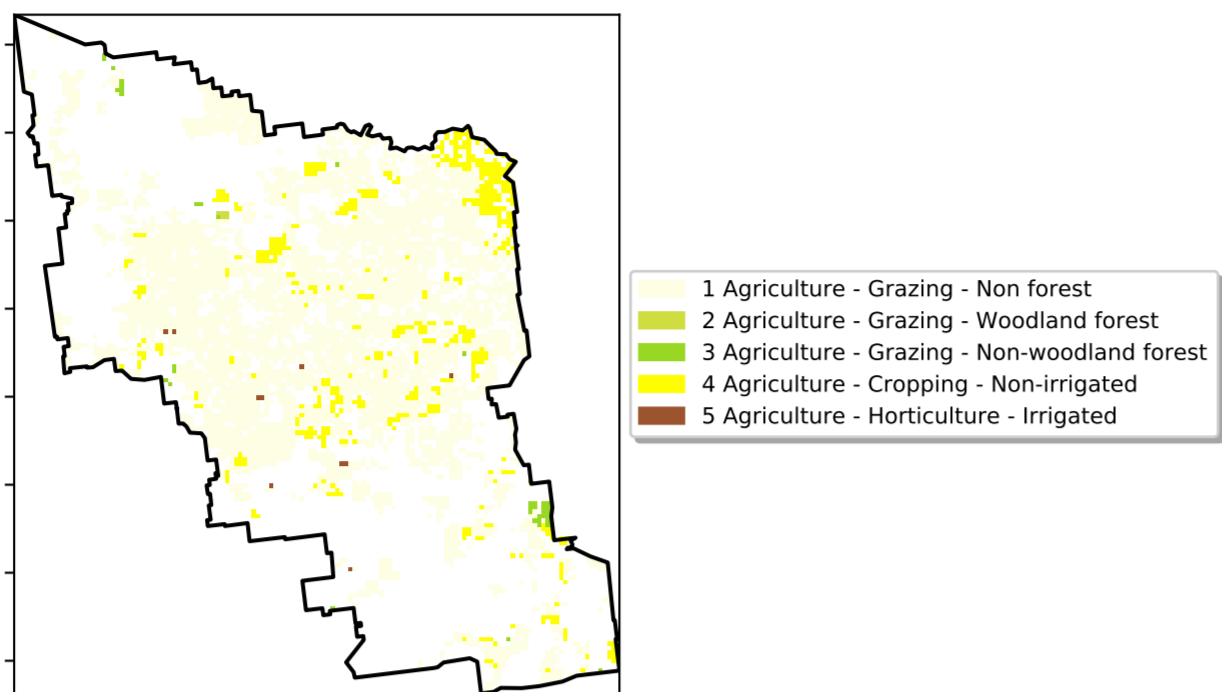 1 Agriculture - Grazing - Non forest
2 Agriculture - Grazing - Woodland forest
3 Agriculture - Grazing - Non-woodland forest
4 Agriculture - Cropping - Non-irrigated
5 Agriculture - Horticulture - Irrigated